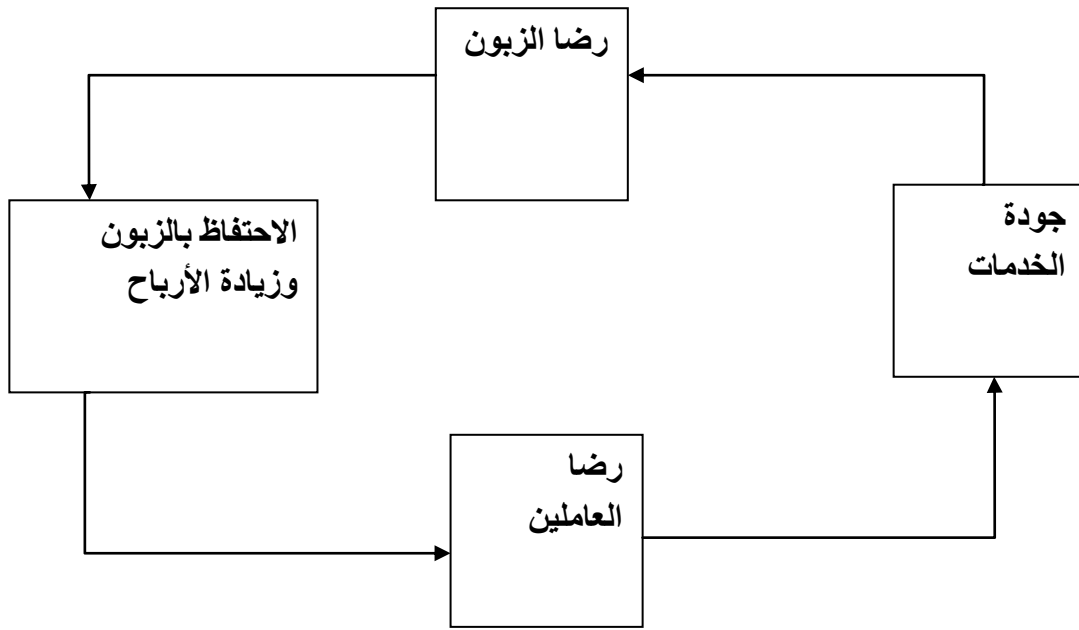 رضا الزبون
جودة
الخدمات
الاحتفاظ بالزبون
وزيادة الأرباح
رضا
العاملين